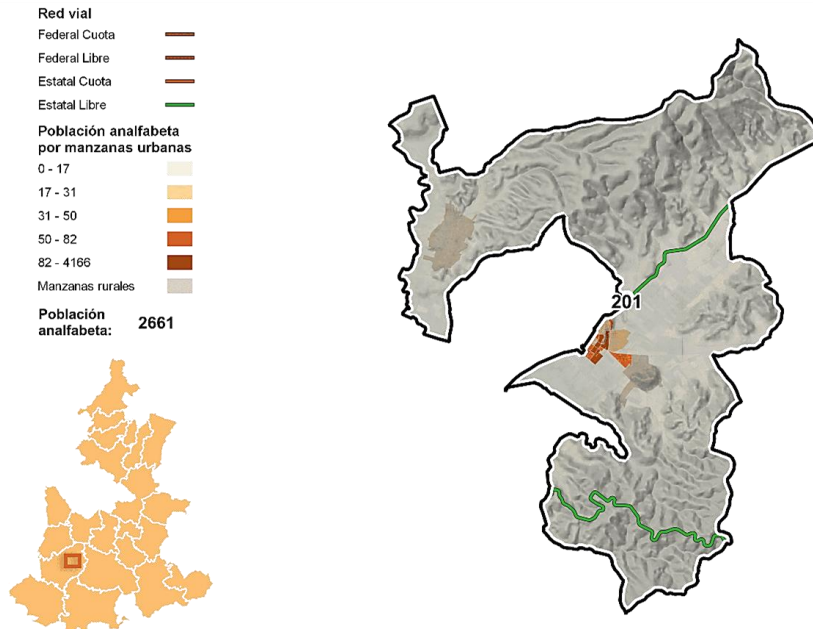 Red vial
Federal Cuota
Federal Libre
Estatal Cuota
Estatal Libre
Población analfabeta
por manzanas urbanas
0 - 17
17 - 31
31 - 50
50 - 82
82 - 4166
Manzanas rurales
Población
analfabeta: 2661
201